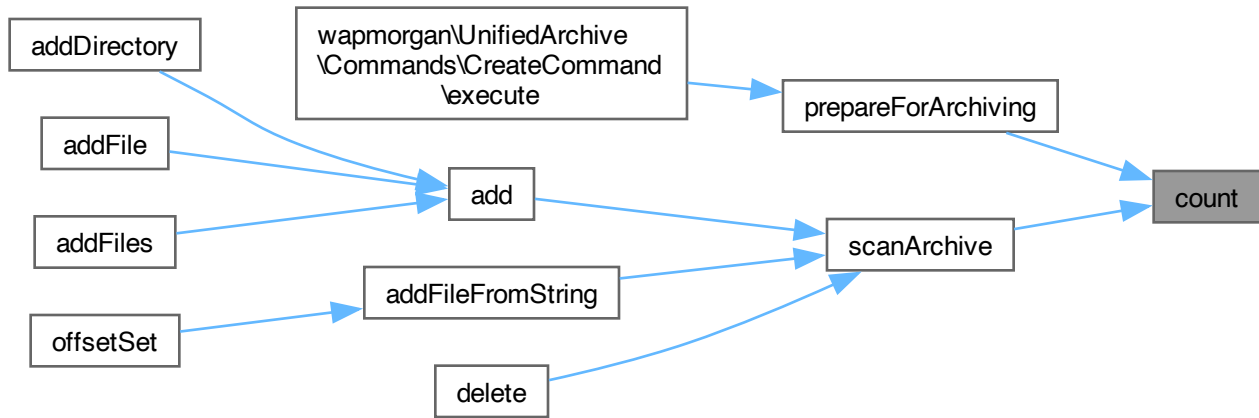 addDirectory
wapmorgan\UnifiedArchive
\Commands\CreateCommand
\execute
prepareForArchiving
addFile
add
count
addFiles
scanArchive
addFileFromString
offsetSet
delete